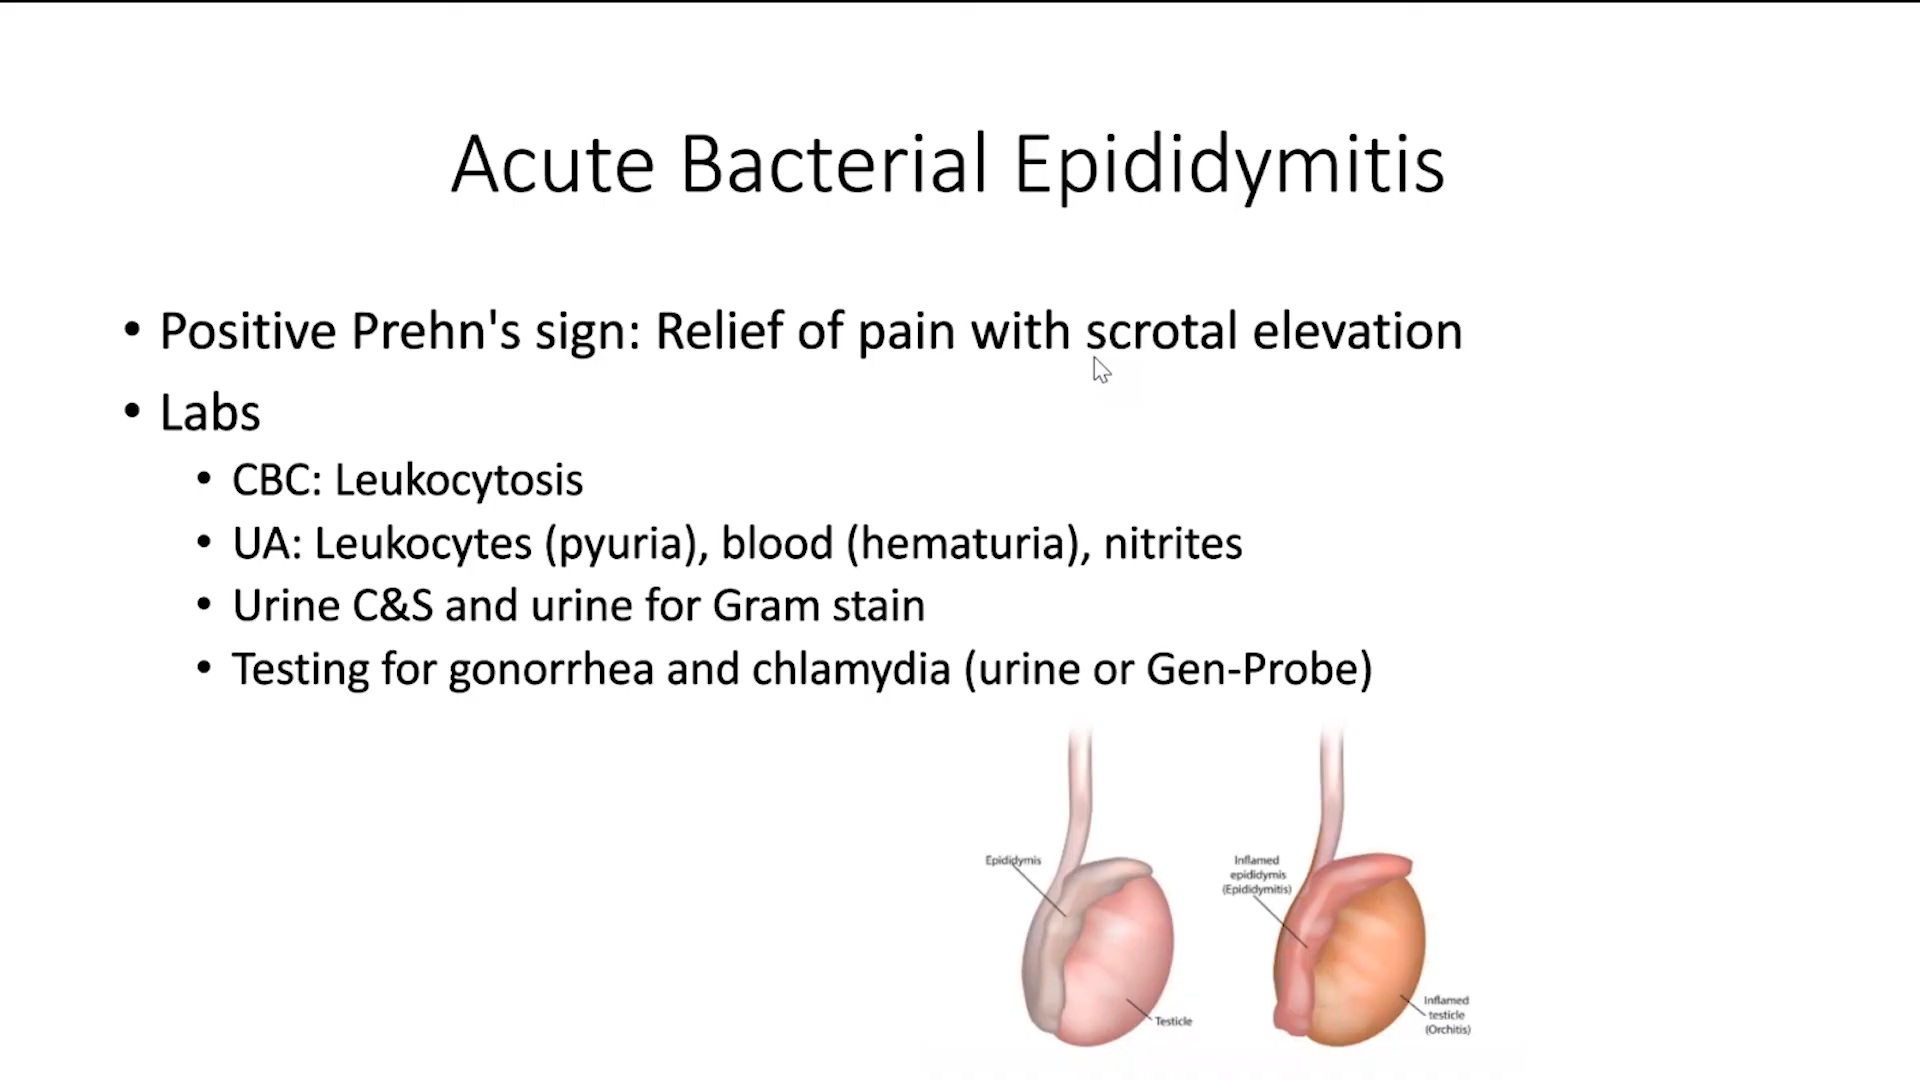 Acute Bacterial Epididymitis
• Positive Prehn's sign: Relief of pain with scrotal elevation
• Labs
• CBC: Leukocytosis
• UA: Leukocytes (pyuria), blood (hematuria), nitrites
• Urine C&S and urine for Gram stain
• Testing for gonorrhea and chlamydia (urine or Gen-Probe)
Epididymis
Testicle
Inflamed
epididymis
(Epididymitis)
Inflamed
testicle
(Orchitis)